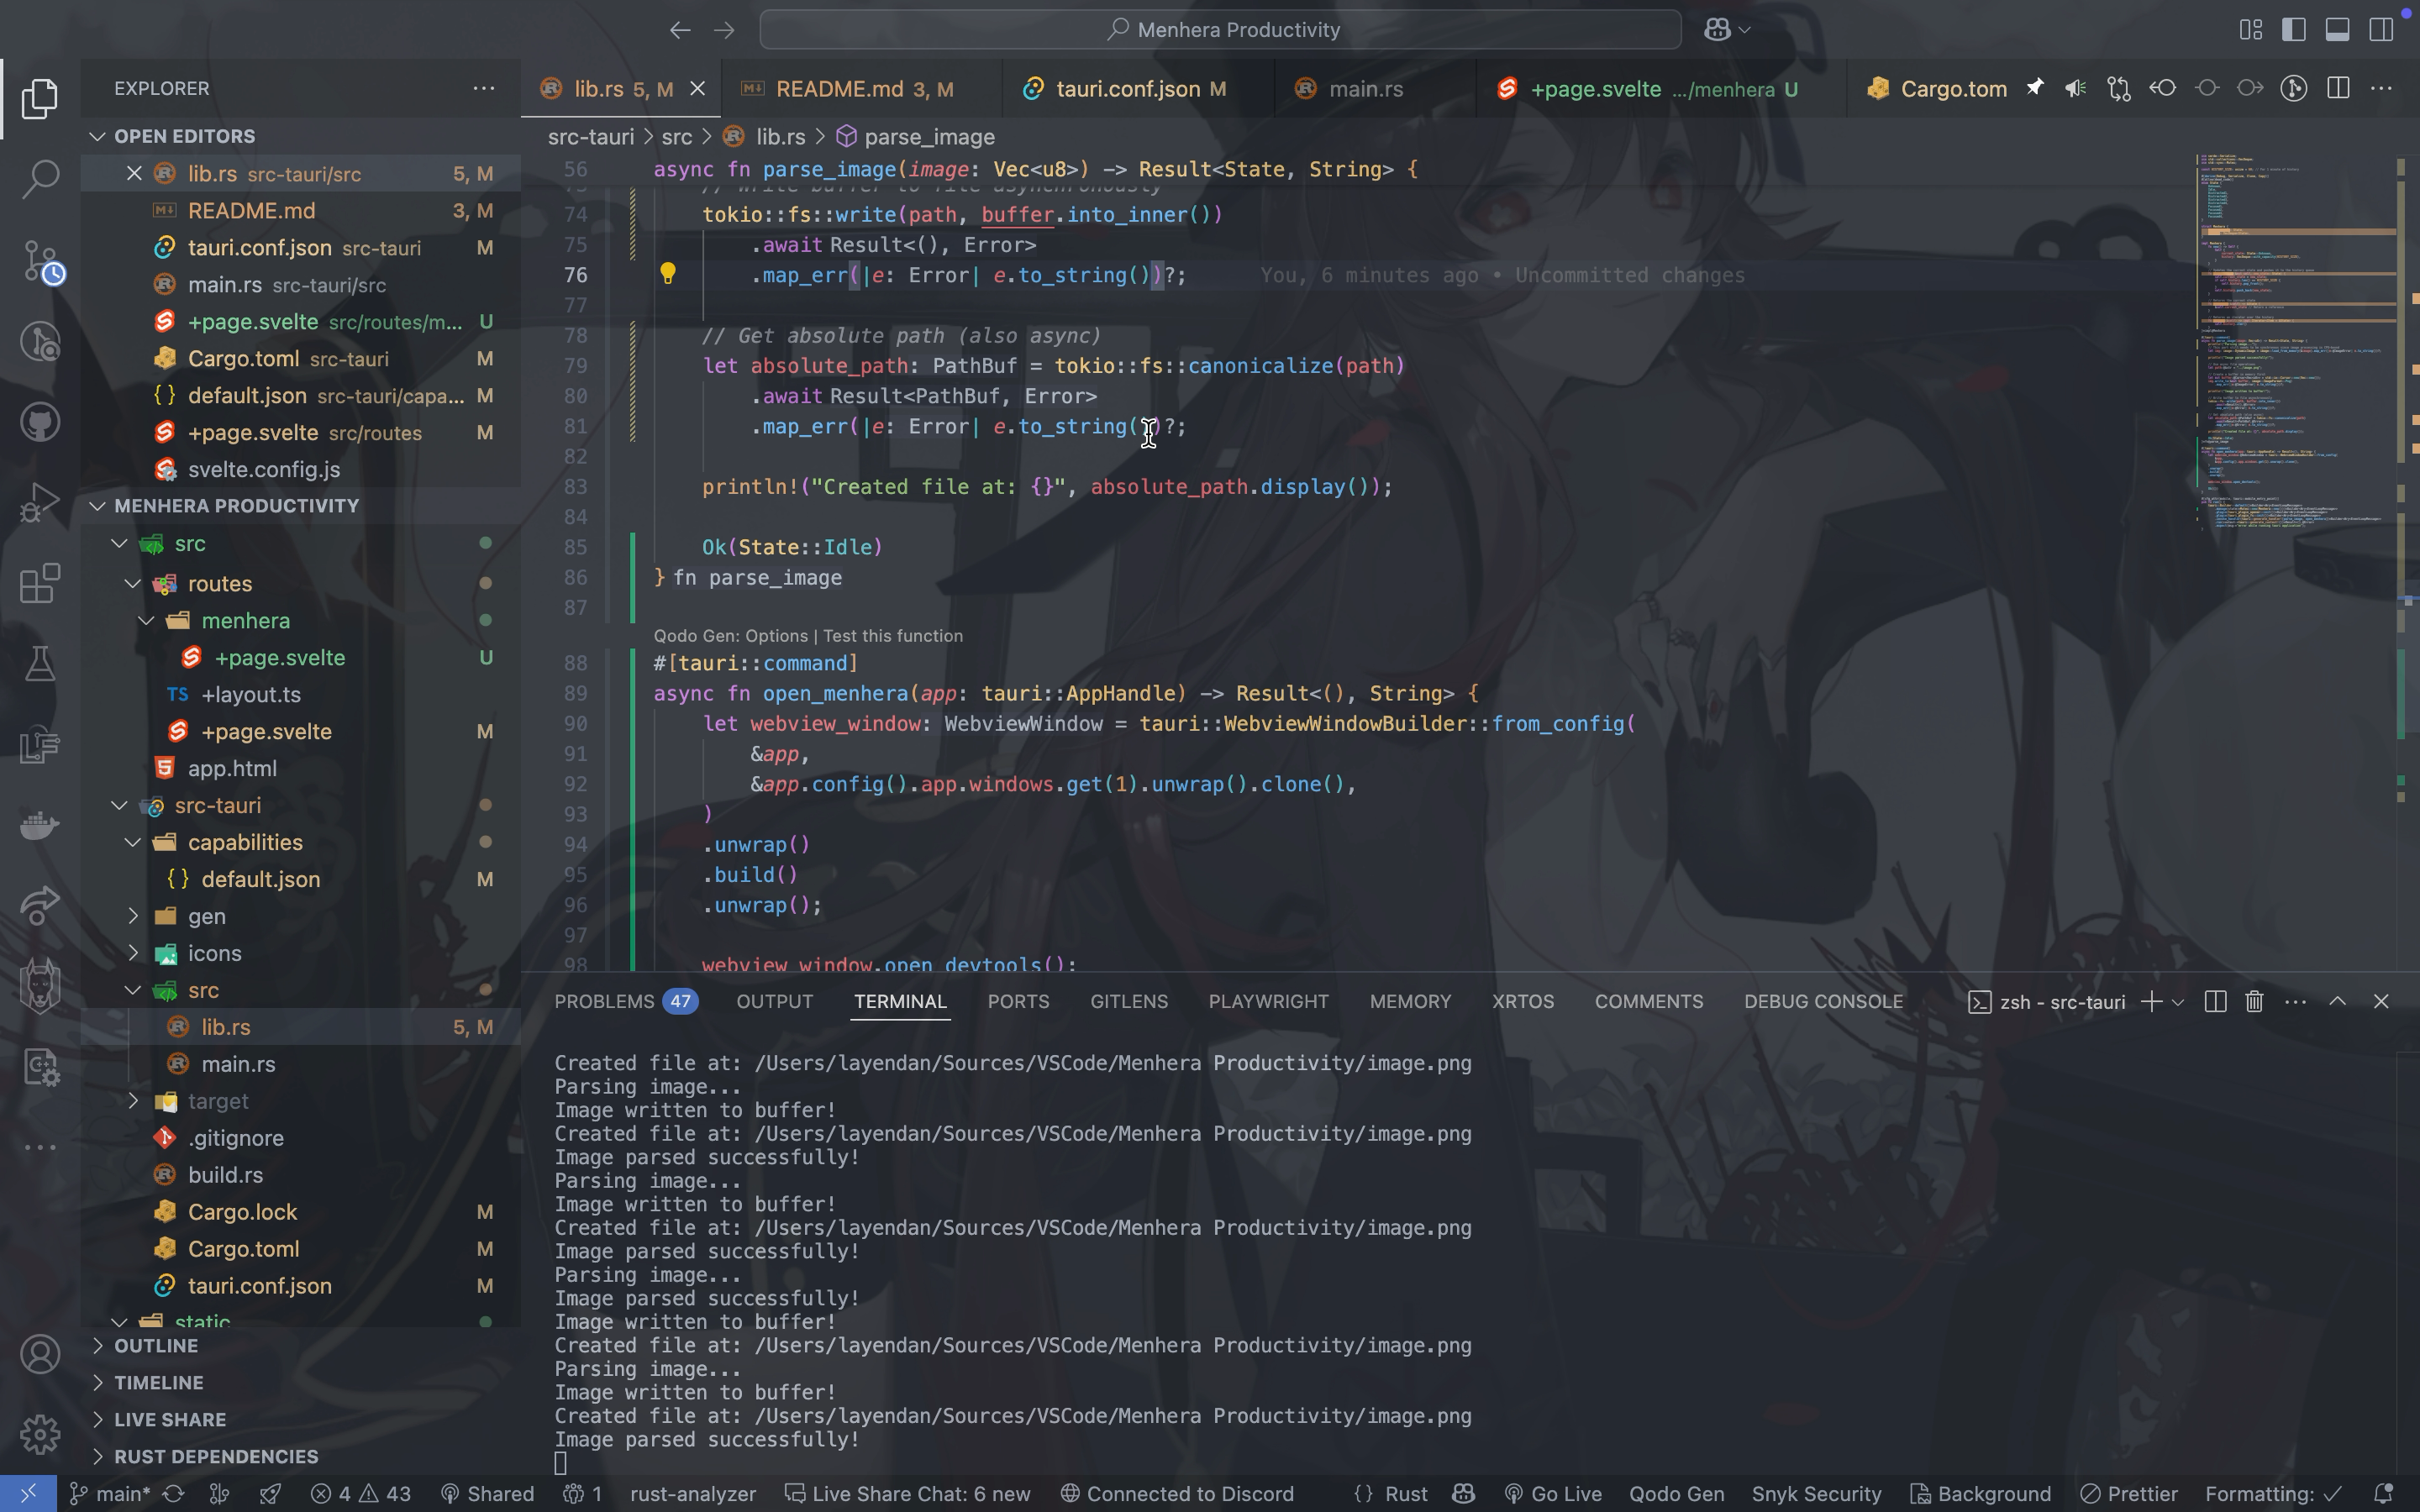 Menhera Productivity
EXPLORER
OPEN EDITORS
lib.rs src-tauri/src 5, M
README.md 3, M
tauri.conf.json src-tauri M
main.rs src-tauri/src
+page.svelte src/routes/m... U
Cargo.toml src-tauri M
{ } default.json src-tauri/capa... M
+page.svelte src/routes M
svelte.config.js
MENHERA PRODUCTIVITY
src
routes
menhera
+page.svelte U
TS +layout.ts
+page.svelte M
app.html
src-tauri
capabilities
{ } default.json M
gen
icons
src
lib.rs 5, M
main.rs
target
.gitignore
build.rs
Cargo.lock M
Cargo.toml M
tauri.conf.json M
static
OUTLINE
TIMELINE
LIVE SHARE
RUST DEPENDENCIES
lib.rs 5, M README.md 3, M tauri.conf.json M main.rs +page.svelte .../menhera U Cargo.tom
src-tauri > src > lib.rs > parse_image
56 async fn parse_image(image: Vec<u8>) -> Result<State, String> {
// Write buffer to file asynchronously
74 tokio::fs::write(path, buffer.into_inner())
75 .await Result<(), Error>
76 .map_err(|e: Error| e.to_string())?; You, 6 minutes ago • Uncommitted changes
77
78 // Get absolute path (also async)
79 let absolute_path: PathBuf = tokio::fs::canonicalize(path)
80 .await Result<PathBuf, Error>
81 .map_err(|e: Error| e.to_string())?;
82
83 println!("Created file at: {}", absolute_path.display());
84
85 Ok(State::Idle)
86 } fn parse_image
87
Qodo Gen: Options | Test this function
88 #[tauri::command]
89 async fn open_menhera(app: tauri::AppHandle) -> Result<(), String> {
90 let webview_window: WebviewWindow = tauri::WebviewWindowBuilder::from_config(
91 &app,
92 &app.config().app.windows.get(1).unwrap().clone(),
93 )
94 .unwrap()
95 .build()
96 .unwrap();
97
98 webview_window.open_devtools();
PROBLEMS 47 OUTPUT TERMINAL PORTS GITLENS PLAYWRIGHT MEMORY XRTOS COMMENTS DEBUG CONSOLE zsh - src-tauri
Created file at: /Users/layendan/Sources/VSCode/Menhera Productivity/image.png
Parsing image...
Image written to buffer!
Created file at: /Users/layendan/Sources/VSCode/Menhera Productivity/image.png
Image parsed successfully!
Parsing image...
Image written to buffer!
Created file at: /Users/layendan/Sources/VSCode/Menhera Productivity/image.png
Image parsed successfully!
Parsing image...
Image parsed successfully!
Image written to buffer!
Created file at: /Users/layendan/Sources/VSCode/Menhera Productivity/image.png
Parsing image...
Image written to buffer!
Created file at: /Users/layendan/Sources/VSCode/Menhera Productivity/image.png
Image parsed successfully!
main* 4 43 Shared 1 rust-analyzer Live Share Chat: 6 new Connected to Discord { } Rust Go Live Qodo Gen Snyk Security Background Prettier Formatting: ✓